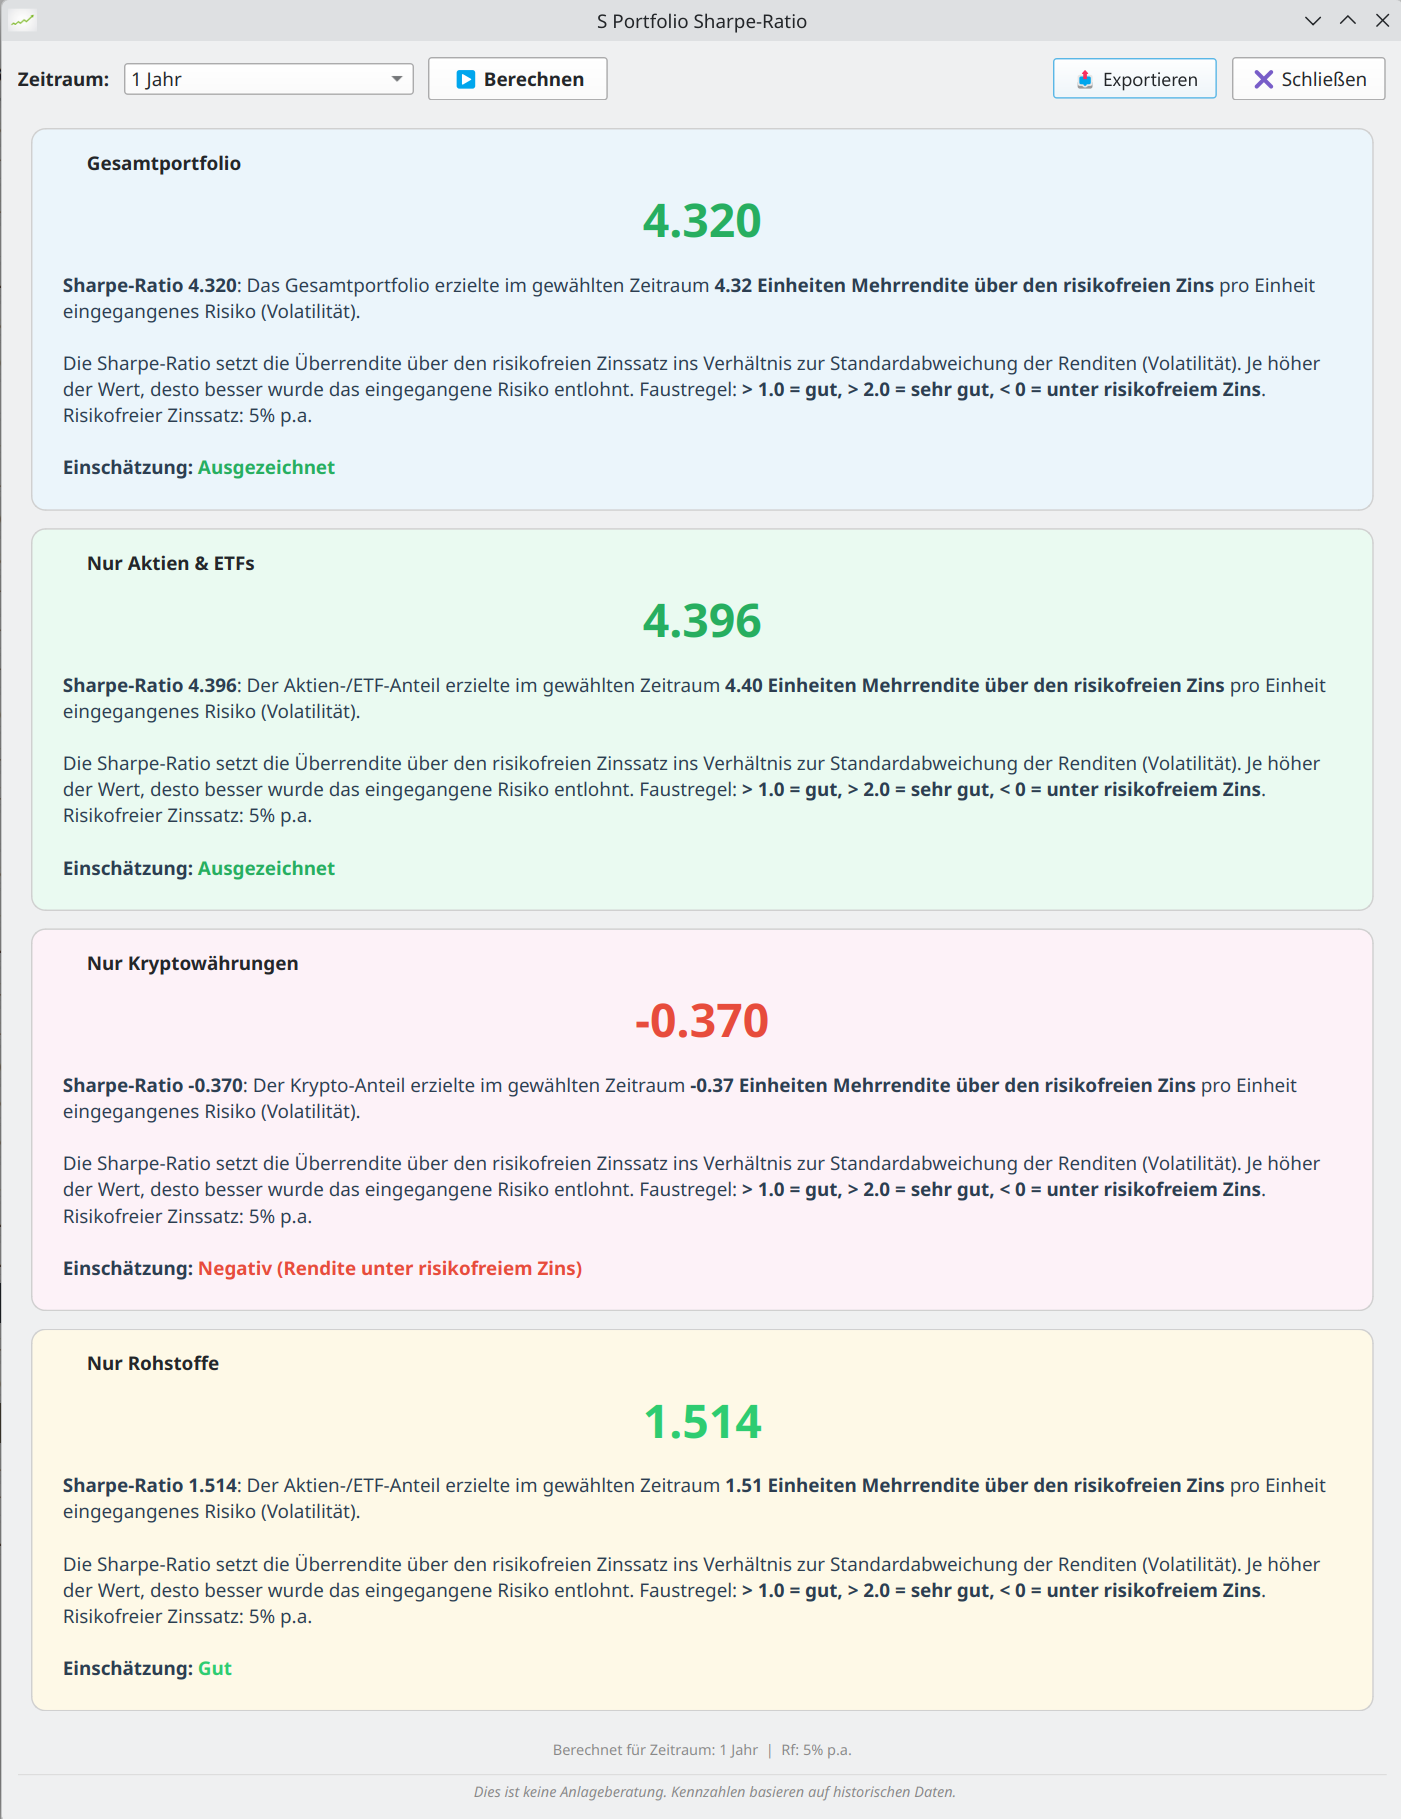 S Portfolio Sharpe-Ratio
Zeitraum: 1 Jahr Berechnen Exportieren Schließen
Gesamtportfolio
4.320
Sharpe-Ratio 4.320: Das Gesamtportfolio erzielte im gewählten Zeitraum 4.32 Einheiten Mehrrendite über den risikofreien Zins pro Einheit
eingegangenes Risiko (Volatilität).
Die Sharpe-Ratio setzt die Überrendite über den risikofreien Zinssatz ins Verhältnis zur Standardabweichung der Renditen (Volatilität). Je höher
der Wert, desto besser wurde das eingegangene Risiko entlohnt. Faustregel: > 1.0 = gut, > 2.0 = sehr gut, < 0 = unter risikofreiem Zins.
Risikofreier Zinssatz: 5% p.a.
Einschätzung: Ausgezeichnet
Nur Aktien & ETFs
4.396
Sharpe-Ratio 4.396: Der Aktien-/ETF-Anteil erzielte im gewählten Zeitraum 4.40 Einheiten Mehrrendite über den risikofreien Zins pro Einheit
eingegangenes Risiko (Volatilität).
Die Sharpe-Ratio setzt die Überrendite über den risikofreien Zinssatz ins Verhältnis zur Standardabweichung der Renditen (Volatilität). Je höher
der Wert, desto besser wurde das eingegangene Risiko entlohnt. Faustregel: > 1.0 = gut, > 2.0 = sehr gut, < 0 = unter risikofreiem Zins.
Risikofreier Zinssatz: 5% p.a.
Einschätzung: Ausgezeichnet
Nur Kryptowährungen
-0.370
Sharpe-Ratio -0.370: Der Krypto-Anteil erzielte im gewählten Zeitraum -0.37 Einheiten Mehrrendite über den risikofreien Zins pro Einheit
eingegangenes Risiko (Volatilität).
Die Sharpe-Ratio setzt die Überrendite über den risikofreien Zinssatz ins Verhältnis zur Standardabweichung der Renditen (Volatilität). Je höher
der Wert, desto besser wurde das eingegangene Risiko entlohnt. Faustregel: > 1.0 = gut, > 2.0 = sehr gut, < 0 = unter risikofreiem Zins.
Risikofreier Zinssatz: 5% p.a.
Einschätzung: Negativ (Rendite unter risikofreiem Zins)
Nur Rohstoffe
1.514
Sharpe-Ratio 1.514: Der Aktien-/ETF-Anteil erzielte im gewählten Zeitraum 1.51 Einheiten Mehrrendite über den risikofreien Zins pro Einheit
eingegangenes Risiko (Volatilität).
Die Sharpe-Ratio setzt die Überrendite über den risikofreien Zinssatz ins Verhältnis zur Standardabweichung der Renditen (Volatilität). Je höher
der Wert, desto besser wurde das eingegangene Risiko entlohnt. Faustregel: > 1.0 = gut, > 2.0 = sehr gut, < 0 = unter risikofreiem Zins.
Risikofreier Zinssatz: 5% p.a.
Einschätzung: Gut
Berechnet für Zeitraum: 1 Jahr | Rf: 5% p.a.
Dies ist keine Anlageberatung. Kennzahlen basieren auf historischen Daten.